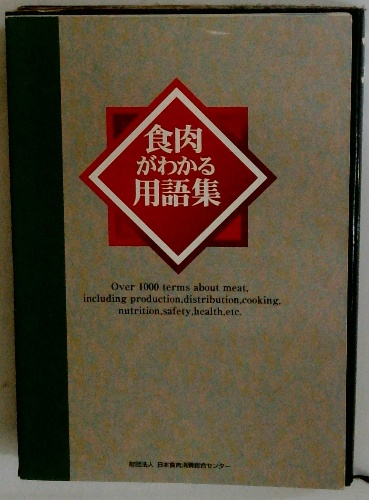 食肉
がわかる
用語集
Over 1000 terms about meat,
including production,distribution,cooking,
nutrition,safety,health,etc.
財団法人 日本食肉消費総合センター